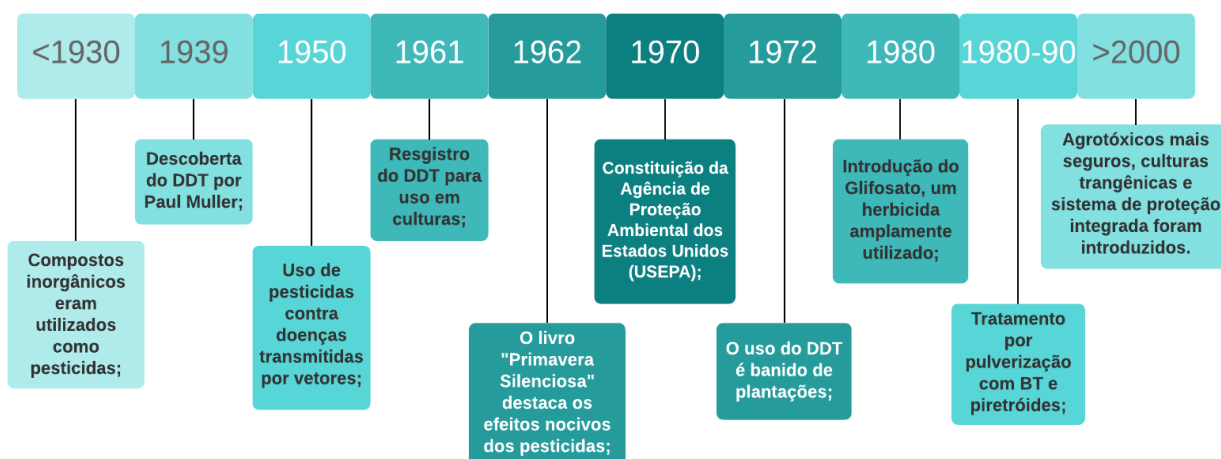 <1930
1939
1950
1961
1962
1970
1972
1980
1980-90
>2000
Compostos
inorgânicos
eram
utilizados
como
pesticidas;
Descoberta
do DDT por
Paul Muller;
Uso de
pesticidas
contra
doenças
transmitidas
por vetores;
Resgistro
do DDT para
uso em
culturas;
O livro
"Primavera
Silenciosa"
destaca os
efeitos nocivos
dos pesticidas;
Constituição da
Agência de
Proteção
Ambiental dos
Estados Unidos
(USEPA);
O uso do DDT
é banido de
plantações;
Introdução do
Glifosato, um
herbicida
amplamente
utilizado;
Tratamento
por
pulverização
com BT e
piretróides;
Agrotóxicos mais
seguros, culturas
trangênicas e
sistema de proteção
integrada foram
introduzidos.